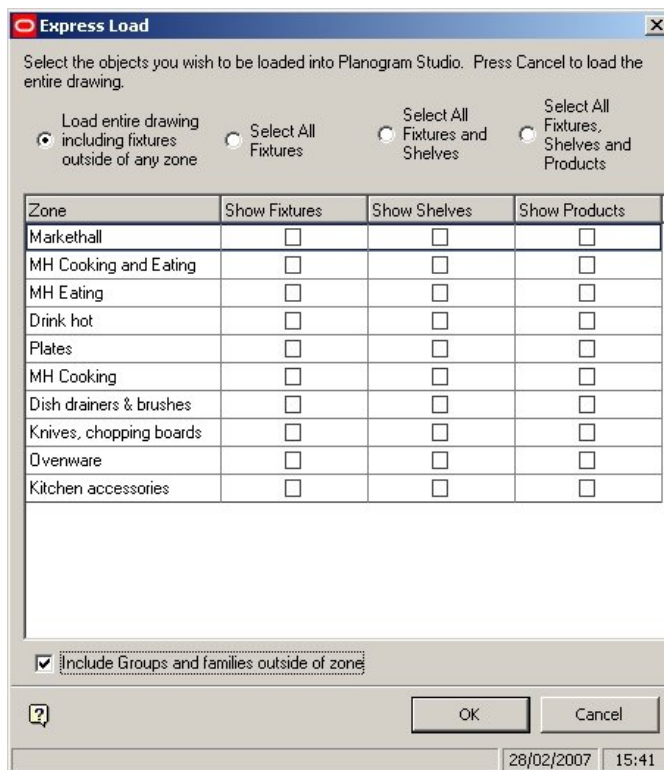 Express Load
Select the objects you wish to be loaded into Planogram Studio. Press Cancel to load the
entire drawing.
Load entire drawing
including fixtures
outside of any zone
Select All
Fixtures
Select All
Fixtures and
Shelves
Select All
Fixtures,
Shelves and
Products
Zone Show Fixtures Show Shelves Show Products
Markethall
MH Cooking and Eating
MH Eating
Drink hot
Plates
MH Cooking
Dish drainers & brushes
Knives, chopping boards
Ovenware
Kitchen accessories
Include Groups and families outside of zone
OK Cancel
28/02/2007 15:41